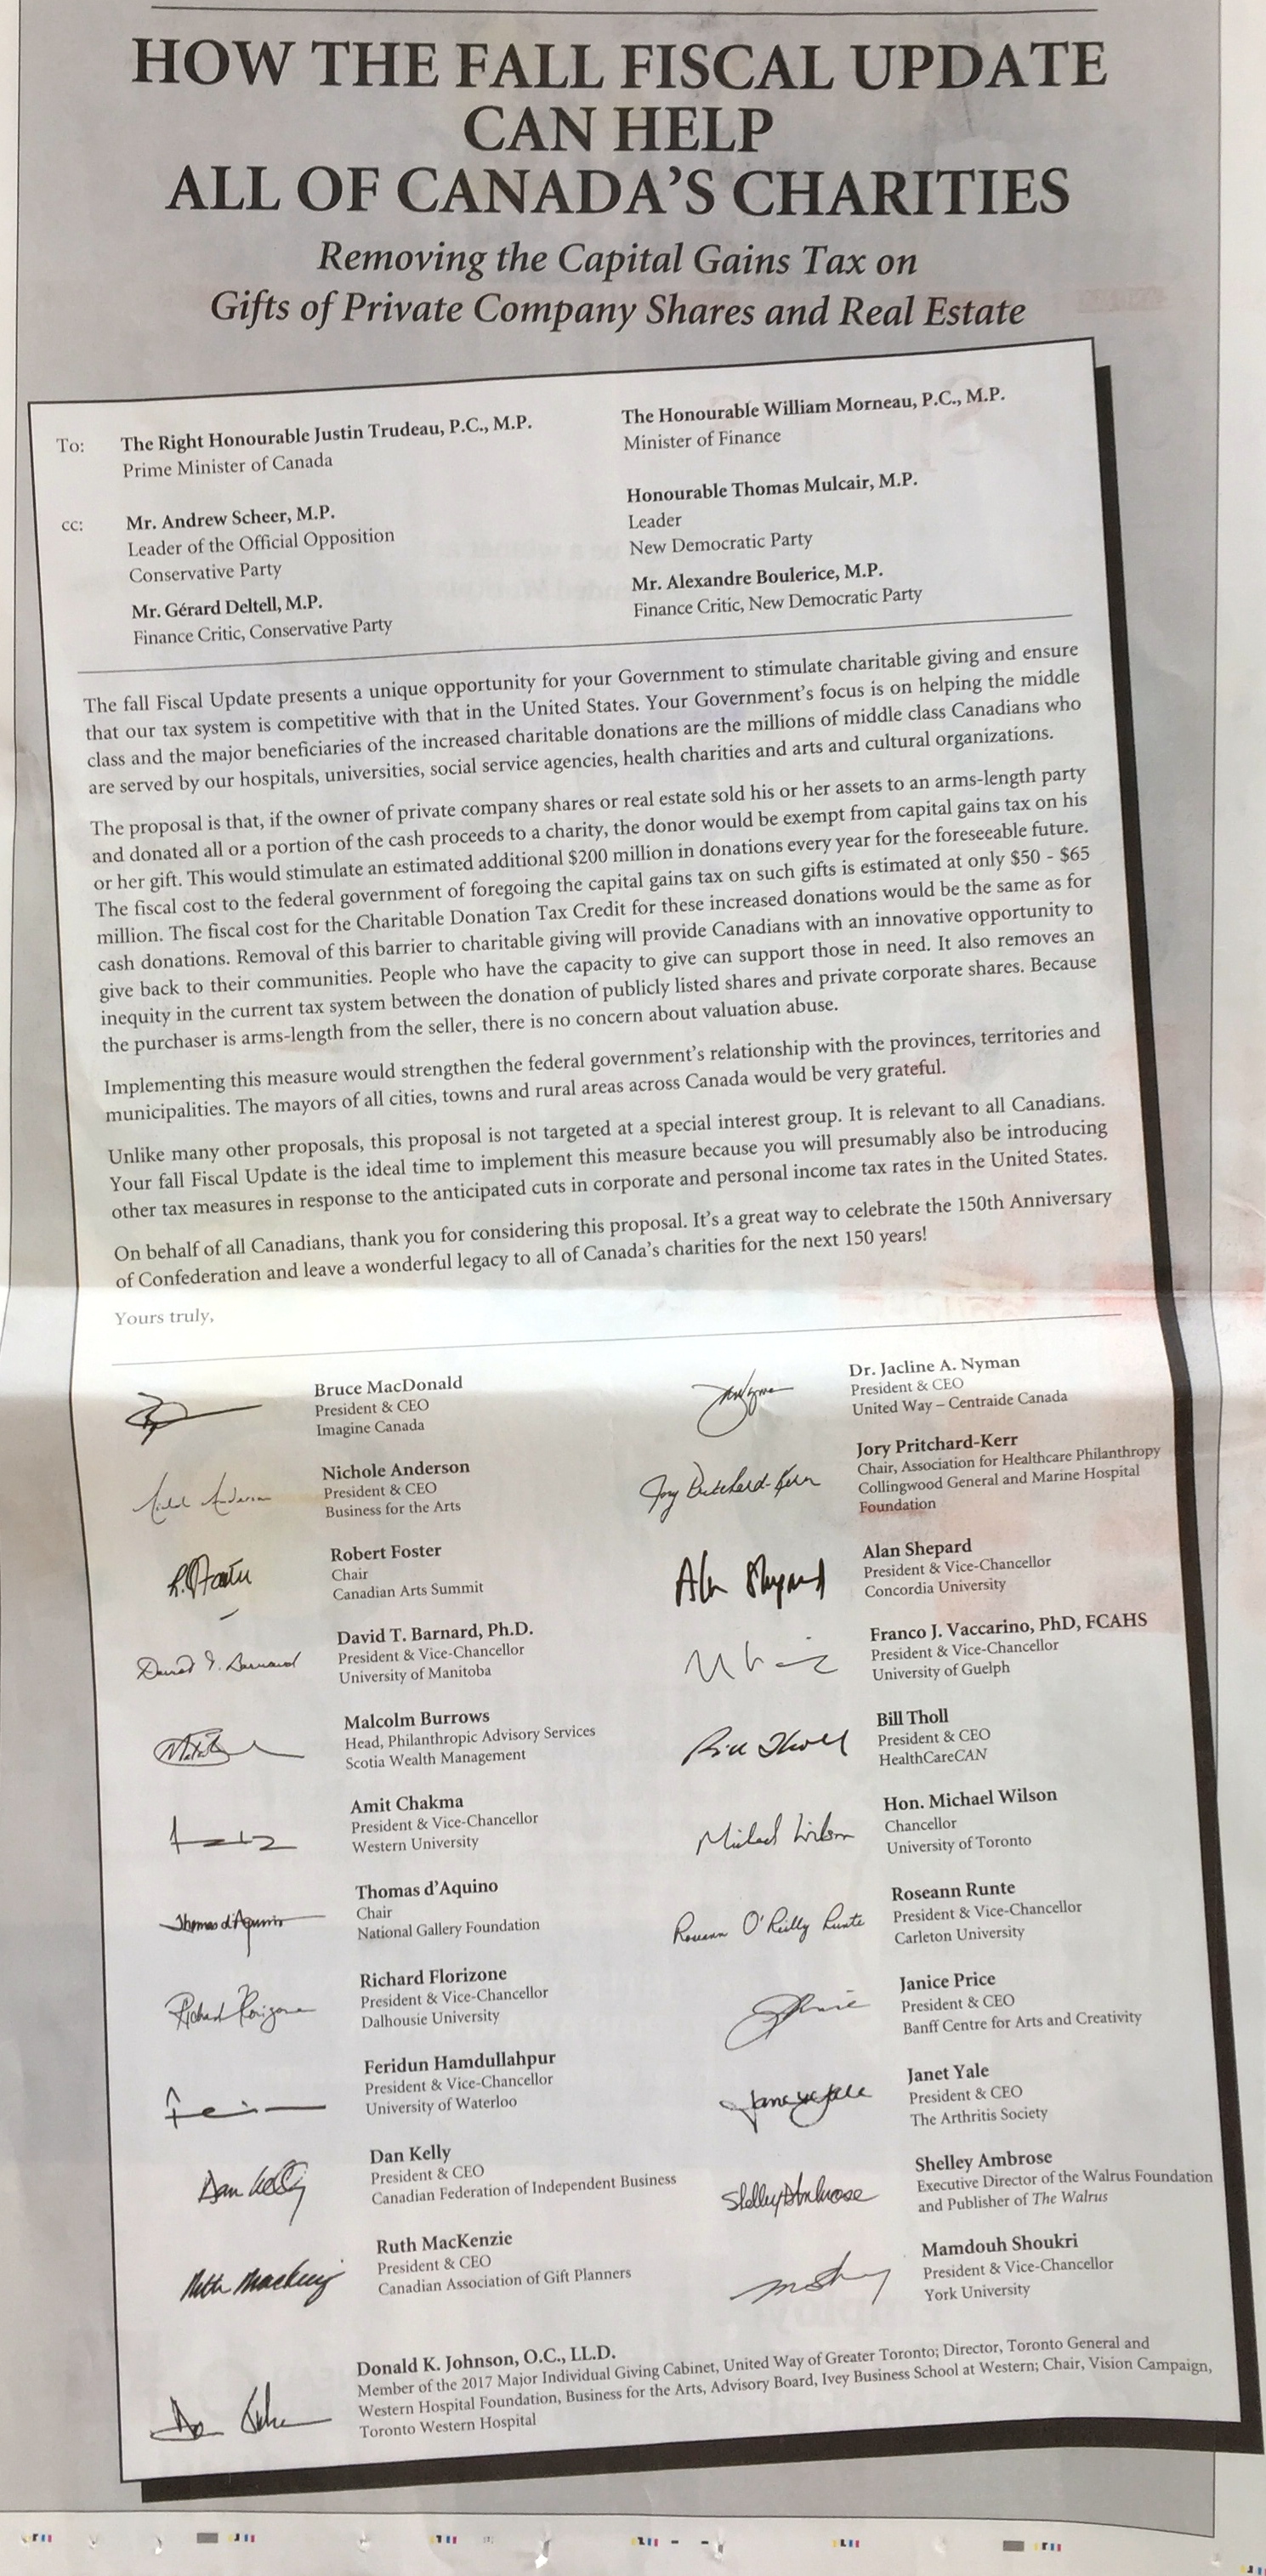 HOW THE FALL FISCAL UPDATE
CAN HELP
ALL OF CANADA'S CHARITIES
Removing the Capital Gains Tax on
Gifts of Private Company Shares and Real Estate
To:
The Right Honourable Justin Trudeau, P.C., M.P.
Prime Minister of Canada
The Honourable William Morneau, P.C., M.P.
Minister of Finance
cc:
Mr. Andrew Scheer, M.P.
Leader of the Official Opposition
Conservative Party
Honourable Thomas Mulcair, M.P.
Leader
New Democratic Party
Mr. Gérard Deltell, M.P.
Finance Critic, Conservative Party
Mr. Alexandre Boulerice, M.P.
Finance Critic, New Democratic Party
The fall Fiscal Update presents a unique opportunity for your Government to stimulate charitable giving and ensure
that our tax system is competitive with that in the United States. Your Government's focus is on helping the middle
class and the major beneficiaries of the increased charitable donations are the millions of middle class Canadians who
are served by our hospitals, universities, social service agencies, health charities and arts and cultural organizations.
The proposal is that, if the owner of private company shares or real estate sold his or her assets to an arms-length party
and donated all or a portion of the cash proceeds to a charity, the donor would be exempt from capital gains tax on his
or her gift. This would stimulate an estimated additional $200 million in donations every year for the foreseeable future.
The fiscal cost to the federal government of foregoing the capital gains tax on such gifts is estimated at only $50 - $65
million. The fiscal cost for the Charitable Donation Tax Credit for these increased donations would be the same as for
cash donations. Removal of this barrier to charitable giving will provide Canadians with an innovative opportunity to
give back to their communities. People who have the capacity to give can support those in need. It also removes an
inequity in the current tax system between the donation of publicly listed shares and private corporate shares. Because
the purchaser is arms-length from the seller, there is no concern about valuation abuse.
Implementing this measure would strengthen the federal government's relationship with the provinces, territories and
municipalities. The mayors of all cities, towns and rural areas across Canada would be very grateful.
Unlike many other proposals, this proposal is not targeted at a special interest group. It is relevant to all Canadians.
Your fall Fiscal Update is the ideal time to implement this measure because you will presumably also be introducing
other tax measures in response to the anticipated cuts in corporate and personal income tax rates in the United States.
On behalf of all Canadians, thank you for considering this proposal. It's a great way to celebrate the 150th Anniversary
of Confederation and leave a wonderful legacy to all of Canada's charities for the next 150 years!
Yours truly,
Bruce MacDonald
President & CEO
Imagine Canada
Dr. Jacline A. Nyman
President & CEO
United Way – Centraide Canada
Nichole Anderson
President & CEO
Business for the Arts
Jory Pritchard-Kerr
Chair, Association for Healthcare Philanthropy
Collingwood General and Marine Hospital
Foundation
Robert Foster
Chair
Canadian Arts Summit
Alan Shepard
President & Vice-Chancellor
Concordia University
David T. Barnard
David T. Barnard, Ph.D.
President & Vice-Chancellor
University of Manitoba
Franco J. Vaccarino, PhD, FCAHS
President & Vice-Chancellor
University of Guelph
Malcolm Burrows
Head, Philanthropic Advisory Services
Scotia Wealth Management
Bill Tholl
Bill Tholl
President & CEO
HealthCareCAN
Amit Chakma
President & Vice-Chancellor
Western University
Michael Wilson
Hon. Michael Wilson
Chancellor
University of Toronto
Thomas d'Aquino
Thomas d'Aquino
Chair
National Gallery Foundation
Roseann O'Reilly Runte
Roseann Runte
President & Vice-Chancellor
Carleton University
Richard Florizone
Richard Florizone
President & Vice-Chancellor
Dalhousie University
Janice Price
President & CEO
Banff Centre for Arts and Creativity
Feridun Hamdullahpur
President & Vice-Chancellor
University of Waterloo
Janet Yale
President & CEO
The Arthritis Society
Dan Kelly
Dan Kelly
President & CEO
Canadian Federation of Independent Business
Shelley Ambrose
Shelley Ambrose
Executive Director of the Walrus Foundation
and Publisher of The Walrus
Ruth MacKenzie
Ruth MacKenzie
President & CEO
Canadian Association of Gift Planners
Mamdouh Shoukri
President & Vice-Chancellor
York University
Donald K. Johnson, O.C., LL.D.
Member of the 2017 Major Individual Giving Cabinet, United Way of Greater Toronto; Director, Toronto General and
Western Hospital Foundation, Business for the Arts, Advisory Board, Ivey Business School at Western; Chair, Vision Campaign,
Toronto Western Hospital